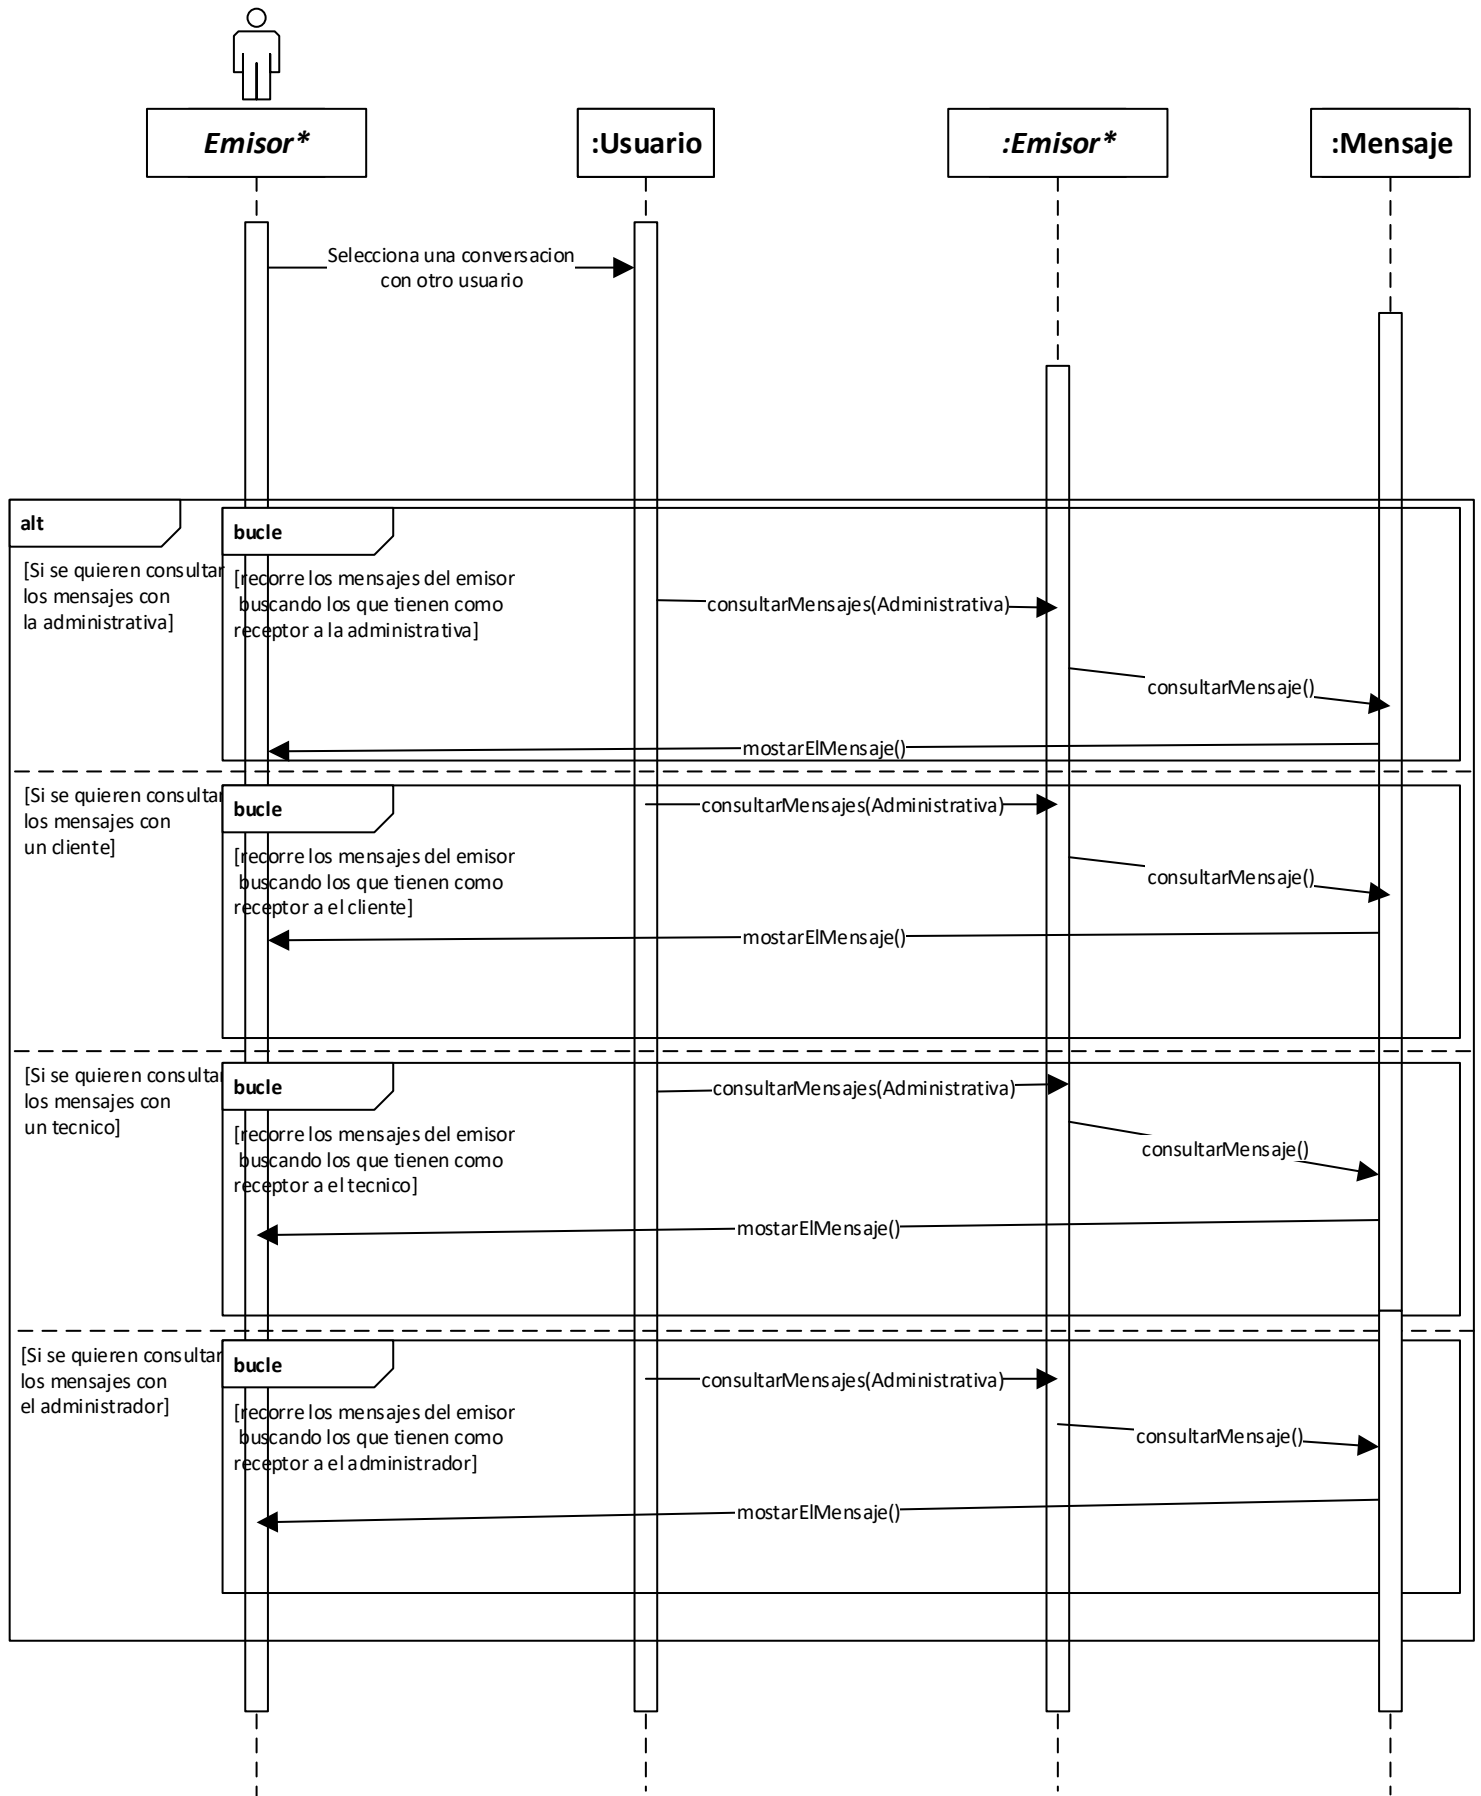 Emisor*
:Usuario
:Emisor*
:Mensaje
Selecciona una conversacion
con otro usuario
alt
bucle
[Si se quieren consultar
los mensajes con
la administrativa]
[recorre los mensajes del emisor
buscando los que tienen como
receptor a la administrativa]
consultarMensajes(Administrativa)
consultarMensaje()
mostarElMensaje()
[Si se quieren consultar
los mensajes con
un cliente]
bucle
consultarMensajes(Administrativa)
[recorre los mensajes del emisor
buscando los que tienen como
receptor a el cliente]
consultarMensaje()
mostarElMensaje()
[Si se quieren consultar
los mensajes con
un tecnico]
bucle
consultarMensajes(Administrativa)
[recorre los mensajes del emisor
buscando los que tienen como
receptor a el tecnico]
consultarMensaje()
mostarElMensaje()
[Si se quieren consultar
los mensajes con
el administrador]
bucle
consultarMensajes(Administrativa)
[recorre los mensajes del emisor
buscando los que tienen como
receptor a el administrador]
consultarMensaje()
mostarElMensaje()